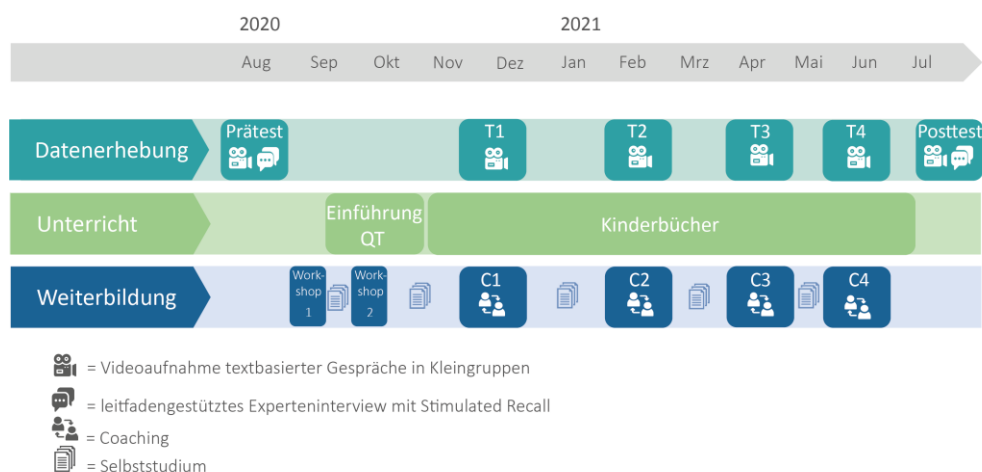 2020 2021
Aug Sep Okt Nov Dez Jan Feb Mrz Apr Mai Jun Jul
Datenerhebung
Prätest
T1
T2
T3
T4
Posttest
Unterricht
Einführung
QT
Kinderbücher
Weiterbildung
Work-
shop
1
Work-
shop
2
C1
C2
C3
C4
= Videoaufnahme textbasierter Gespräche in Kleingruppen
= leitfadengestütztes Experteninterview mit Stimulated Recall
= Coaching
= Selbststudium